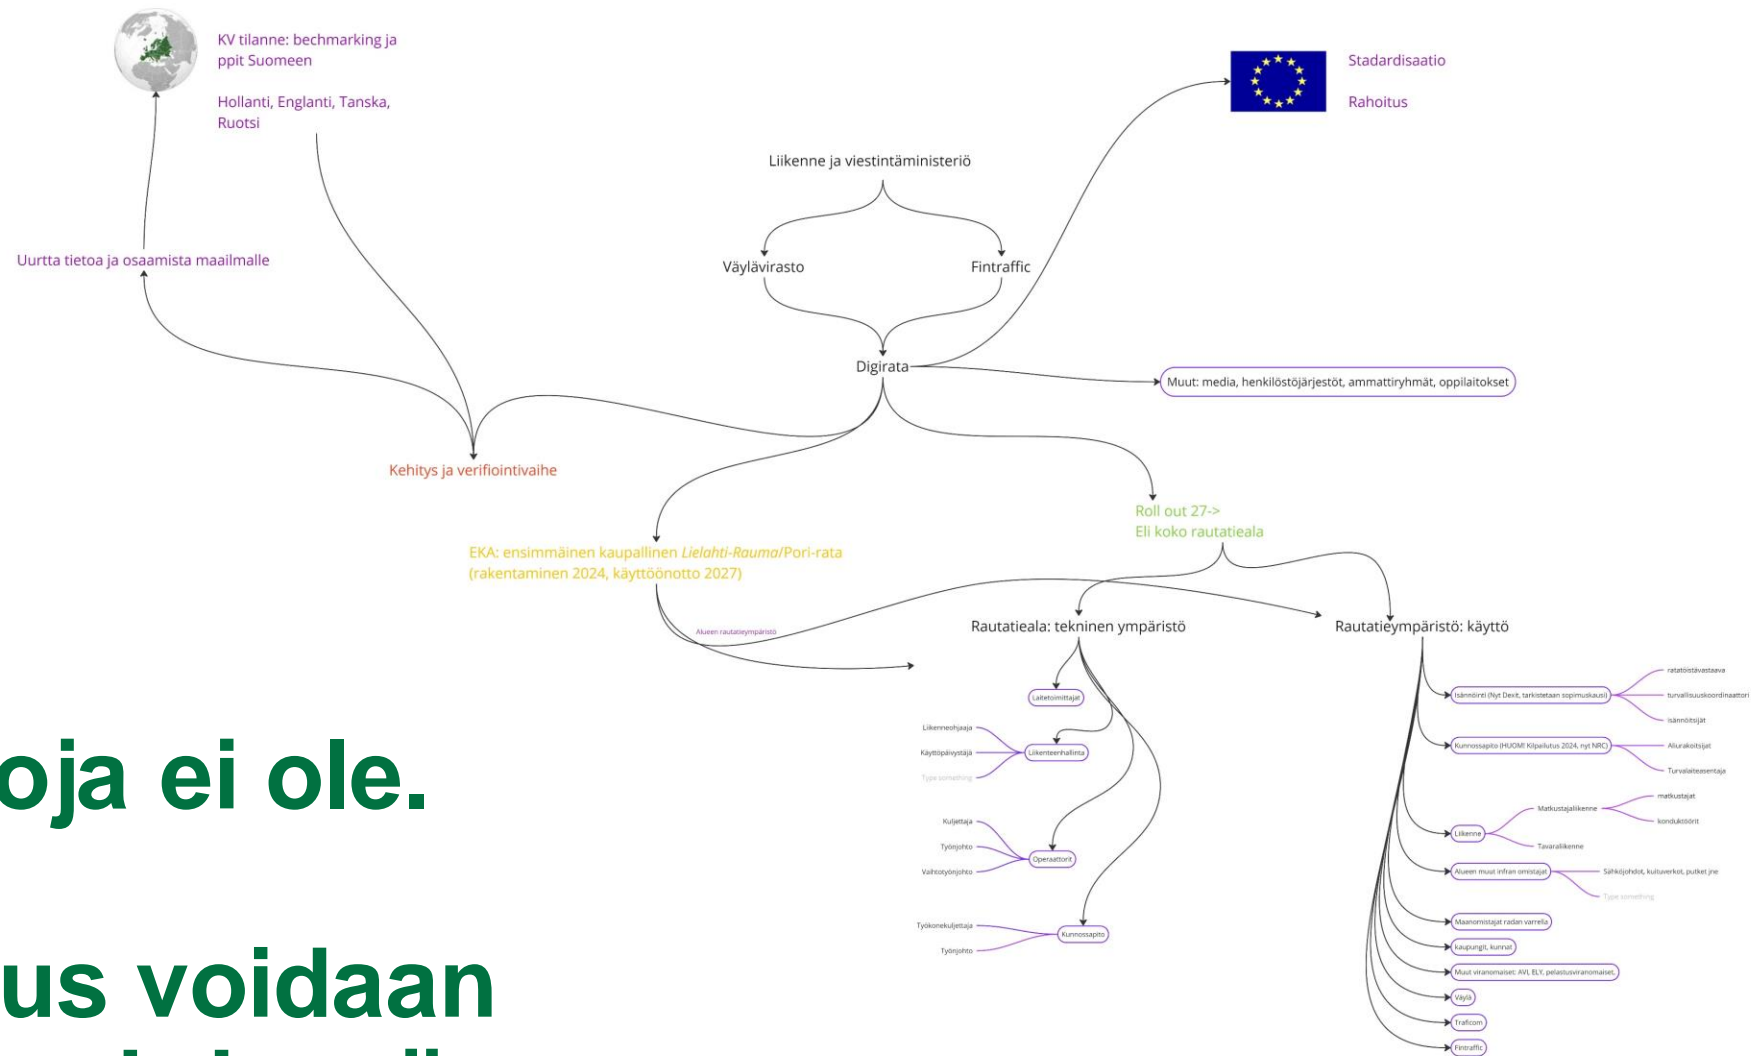 KV tilanne: bechmarking ja
ppit Suomeen
Hollanti, Englanti, Tanska,
Ruotsi
Stadardisaatio
Rahoitus
Liikenne ja viestintäministeriö
Uurtta tietoa ja osaamista maailmalle
Väylävirasto
Fintraffic
Digirata
Muut: media, henkilöstöjärjestöt, ammattiryhmät, oppilaitokset
Kehitys ja verifiointivaihe
Roll out 27->
Eli koko rautatieala
EKA: ensimmäinen kaupallinen Lielahti-Rauma/Pori-rata
(rakentaminen 2024, käyttöönotto 2027)
Alueen rautatieympäristö
Rautatieala: tekninen ympäristö
Laitetoimittajat
Liikenteenhallinta
Liikenneohjaaja
Käyttöpäivystäjä
Type something
Operaattorit
Kuljettaja
Työnjohto
Vaihtotyönjohto
Kunnossapito
Työkonekuljettaja
Työnjohto
Rautatieympäristö: käyttö
Isännöinti (Nyt Dexit, tarkistetaan sopimuskausi)
ratatöistävastaava
turvallisuuskoordinaattori
isännöitsijät
Kunnossapito (HUOM! Kilpailutus 2024, nyt NRC)
Aliurakoitsijat
Turvalaiteasentaja
Liikenne
Matkustajaliikenne
matkustajat
konduktöörit
Tavaraliikenne
Alueen muut infran omistajat
Sähköjohdot, kuituverkot, putket jne
Type something
Maanomistajat radan varrella
kaupungit, kunnat
Muut viranomaiset: AVI, ELY, pelastusviranomaiset,
Väylä
Traficom
Fintraffic
oja ei ole.
us voidaan